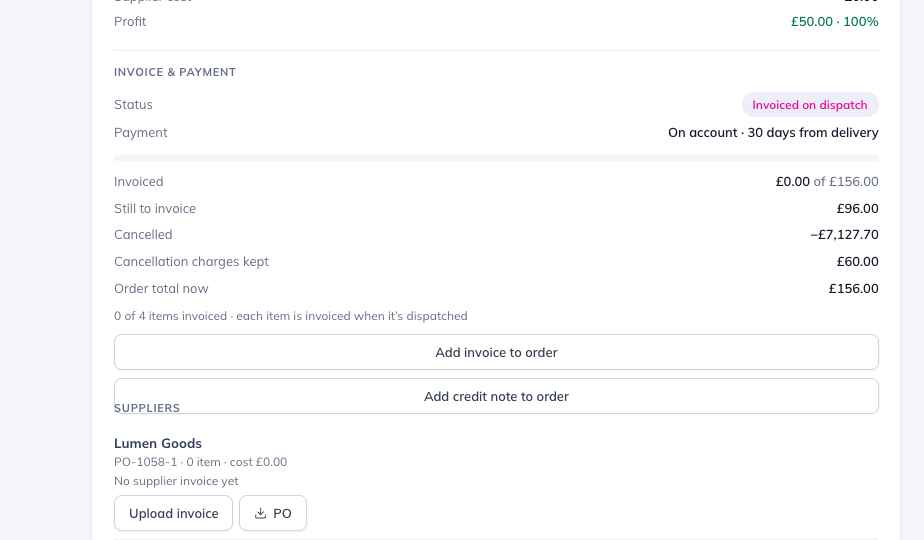 Profit
£50.00 · 100%
INVOICE & PAYMENT
Status
Invoiced on dispatch
Payment
On account · 30 days from delivery
Invoiced
£0.00 of £156.00
Still to invoice
£96.00
Cancelled
−£7,127.70
Cancellation charges kept
£60.00
Order total now
£156.00
0 of 4 items invoiced · each item is invoiced when it's dispatched
Add invoice to order
Add credit note to order
SUPPLIERS
Lumen Goods
PO-1058-1 · 0 item · cost £0.00
No supplier invoice yet
Upload invoice
PO